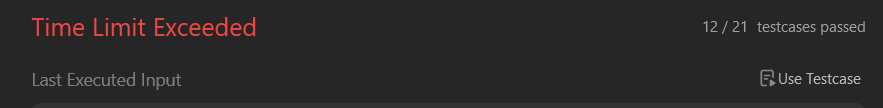 Time Limit Exceeded
12 / 21 testcases passed
Last Executed Input
Use Testcase